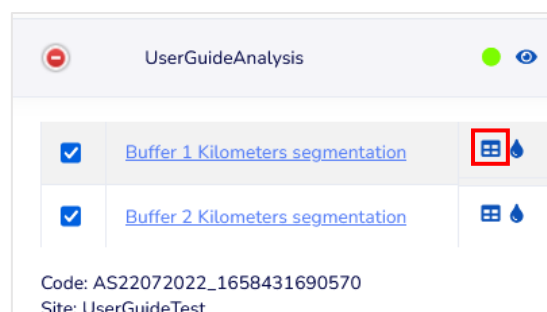 UserGuideAnalysis
Buffer 1 Kilometers segmentation
Buffer 2 Kilometers segmentation
Code: AS22072022_1658431690570
Site: UserGuideTest